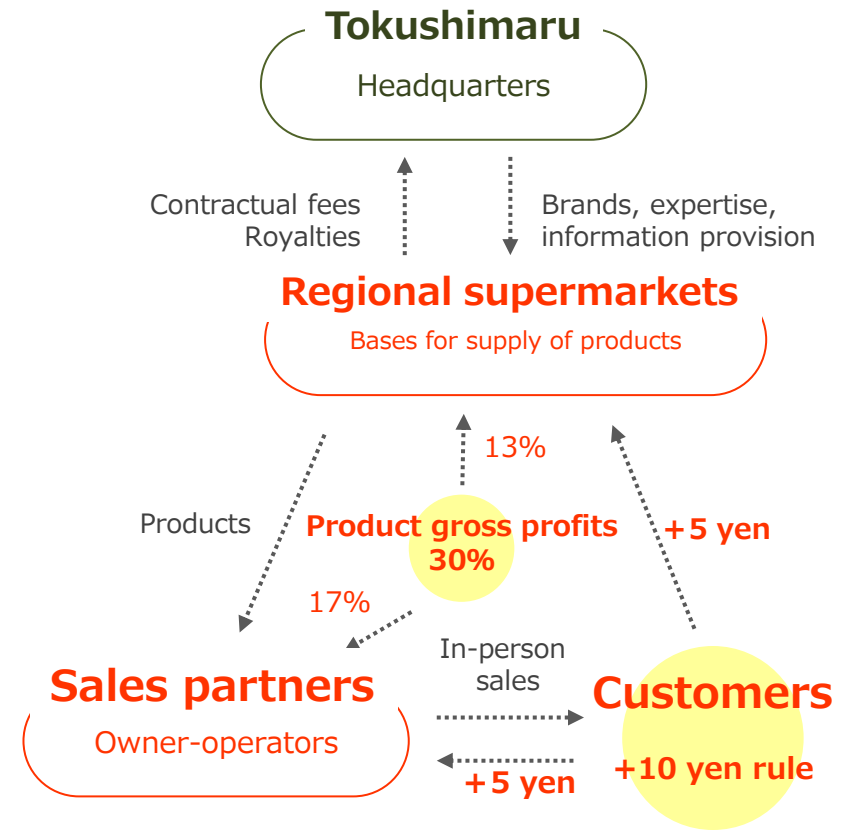 Tokushimaru
Headquarters
Contractual fees
Royalties
Brands, expertise,
information provision
Regional supermarkets
Bases for supply of products
13%
Products
Product gross profits
30%
+5 yen
17%
In-person
sales
Sales partners
Owner-operators
Customers
+10 yen rule
+5 yen